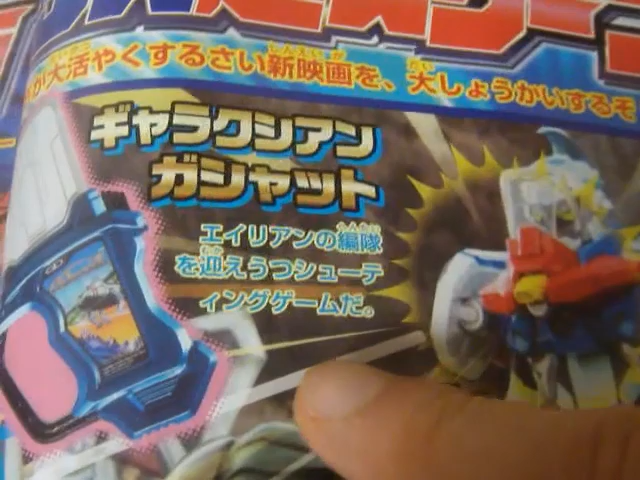 が大活やくするさい新映画を、大しょうかいするぞ
ギャラクシアン
ガシャット
エイリアンの編隊
を迎えうつシューテ
ィングゲームだ。